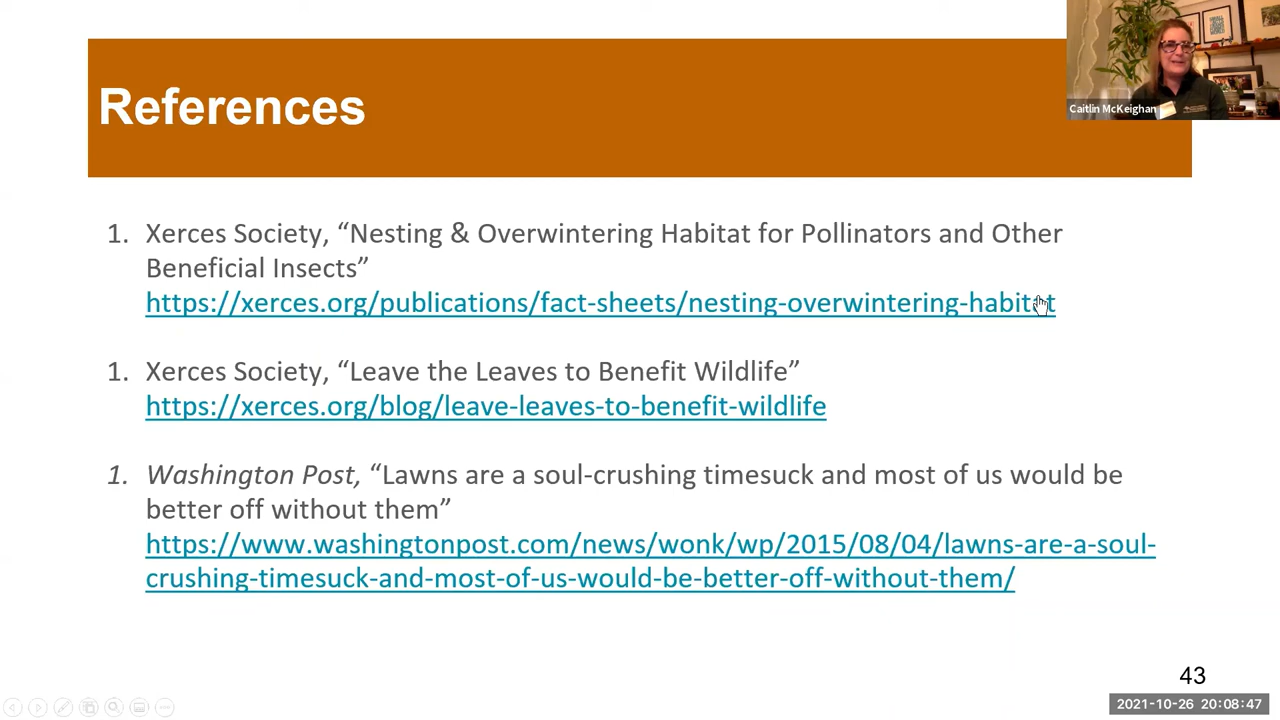 References
Caitlin McKeighan
1. Xerces Society, “Nesting & Overwintering Habitat for Pollinators and Other
Beneficial Insects”
https://xerces.org/publications/fact-sheets/nesting-overwintering-habitat
1. Xerces Society, “Leave the Leaves to Benefit Wildlife”
https://xerces.org/blog/leave-leaves-to-benefit-wildlife
1. Washington Post, “Lawns are a soul-crushing timesuck and most of us would be
better off without them”
https://www.washingtonpost.com/news/wonk/wp/2015/08/04/lawns-are-a-soul-
crushing-timesuck-and-most-of-us-would-be-better-off-without-them/
43
2021-10-26 20:08:47